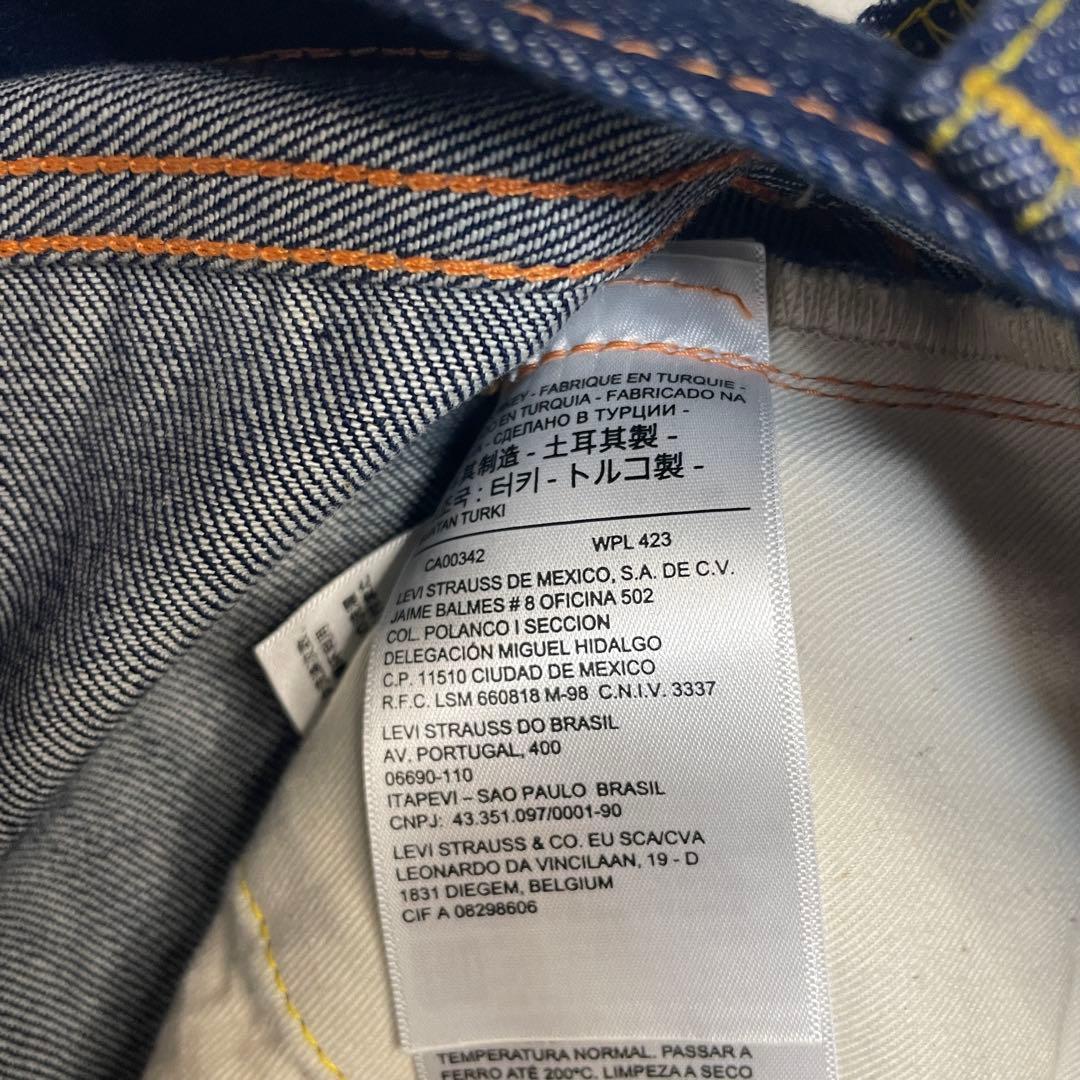 - FABRIQUE EN TURQUIE -
EN TURQUIA - FABRICADO NA
- СДЕЛАНО В ТУРЦИИ -
其制造 - 土耳其製 -
: 터키 - トルコ製 -
TURKI
CA00342 WPL 423
LEVI STRAUSS DE MEXICO, S.A. DE C.V.
JAIME BALMES # 8 OFICINA 502
COL. POLANCO I SECCION
DELEGACIÓN MIGUEL HIDALGO
C.P. 11510 CIUDAD DE MEXICO
R.F.C. LSM 660818 M-98 C.N.I.V. 3337
LEVI STRAUSS DO BRASIL
AV. PORTUGAL, 400
06690-110
ITAPEVI – SAO PAULO BRASIL
CNPJ: 43.351.097/0001-90
LEVI STRAUSS & CO. EU SCA/CVA
LEONARDO DA VINCILAAN, 19 - D
1831 DIEGEM, BELGIUM
CIF A 08298606
TEMPERATURA NORMAL. PASSAR A
FERRO ATÉ 200°C. LIMPEZA A SECO